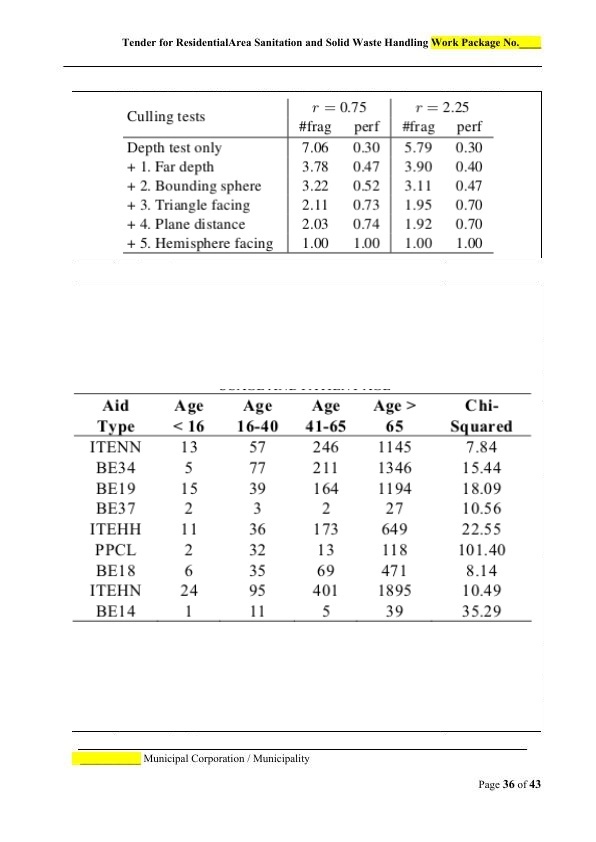 Tender for ResidentialArea Sanitation and Solid Waste Handling Work Package No.____
Culling tests r = 0.75 r = 2.25
#frag perf #frag perf
Depth test only 7.06 0.30 5.79 0.30
+ 1. Far depth 3.78 0.47 3.90 0.40
+ 2. Bounding sphere 3.22 0.52 3.11 0.47
+ 3. Triangle facing 2.11 0.73 1.95 0.70
+ 4. Plane distance 2.03 0.74 1.92 0.70
+ 5. Hemisphere facing 1.00 1.00 1.00 1.00
Aid Age Age Age Age > Chi-
Type < 16 16-40 41-65 65 Squared
ITENN 13 57 246 1145 7.84
BE34 5 77 211 1346 15.44
BE19 15 39 164 1194 18.09
BE37 2 3 2 27 10.56
ITEHH 11 36 173 649 22.55
PPCL 2 32 13 118 101.40
BE18 6 35 69 471 8.14
ITEHN 24 95 401 1895 10.49
BE14 1 11 5 39 35.29
____________ Municipal Corporation / Municipality
Page 36 of 43